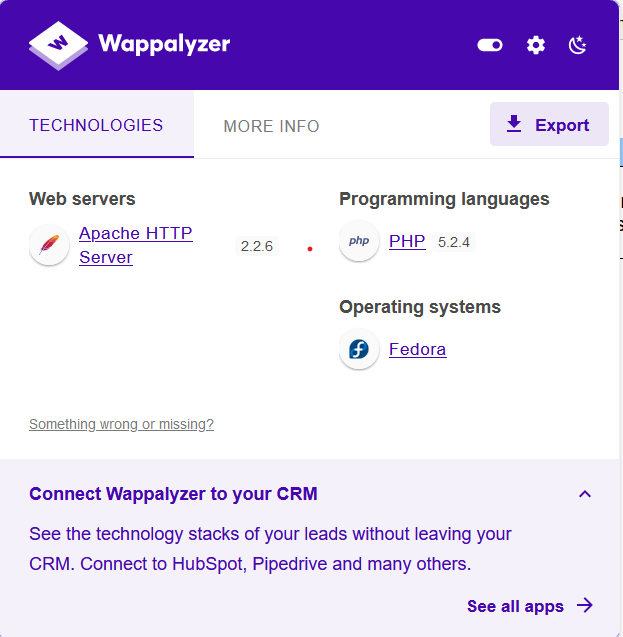 Wappalyzer
TECHNOLOGIES
MORE INFO
Export
Web servers
Apache HTTP
Server
2.2.6
Programming languages
php
PHP
5.2.4
Operating systems
Fedora
Something wrong or missing?
Connect Wappalyzer to your CRM
See the technology stacks of your leads without leaving your
CRM. Connect to HubSpot, Pipedrive and many others.
See all apps